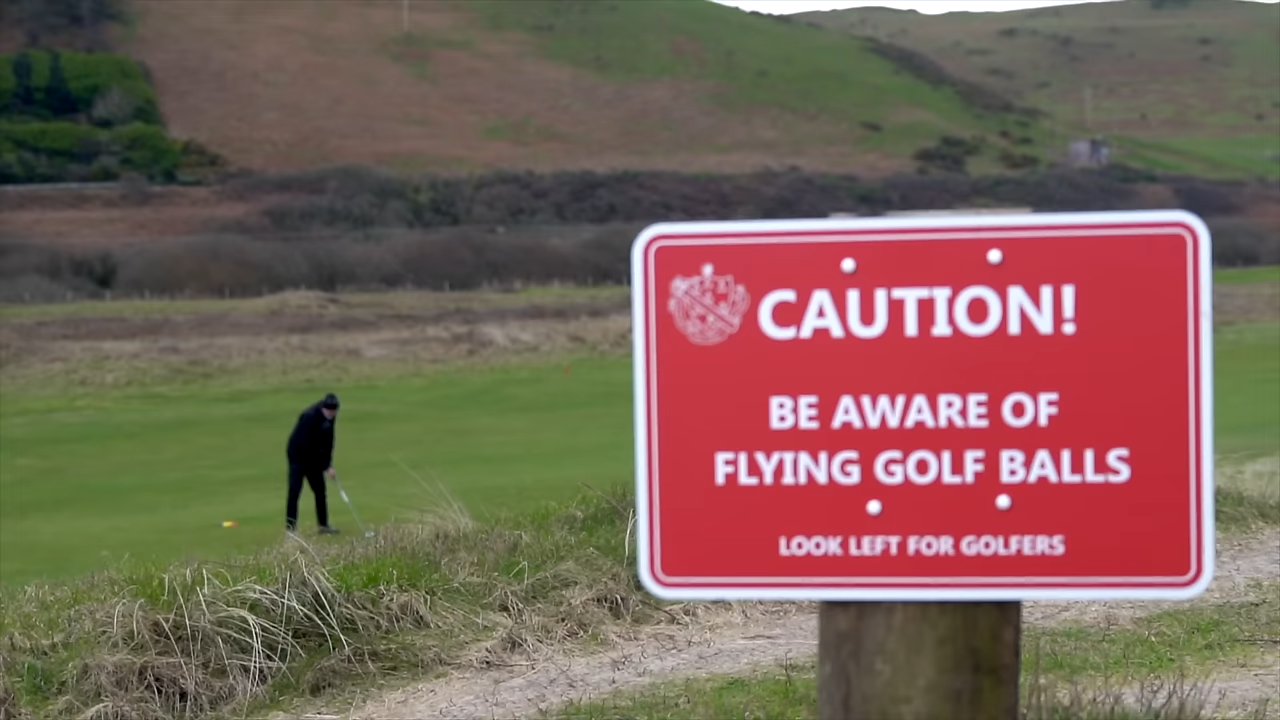 CAUTION!
BE AWARE OF
FLYING GOLF BALLS
LOOK LEFT FOR GOLFERS